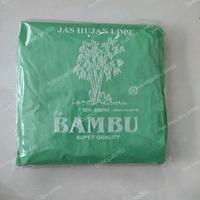 JAS HUJAN LDPE
®
BAMBU
SUPER QUALITY